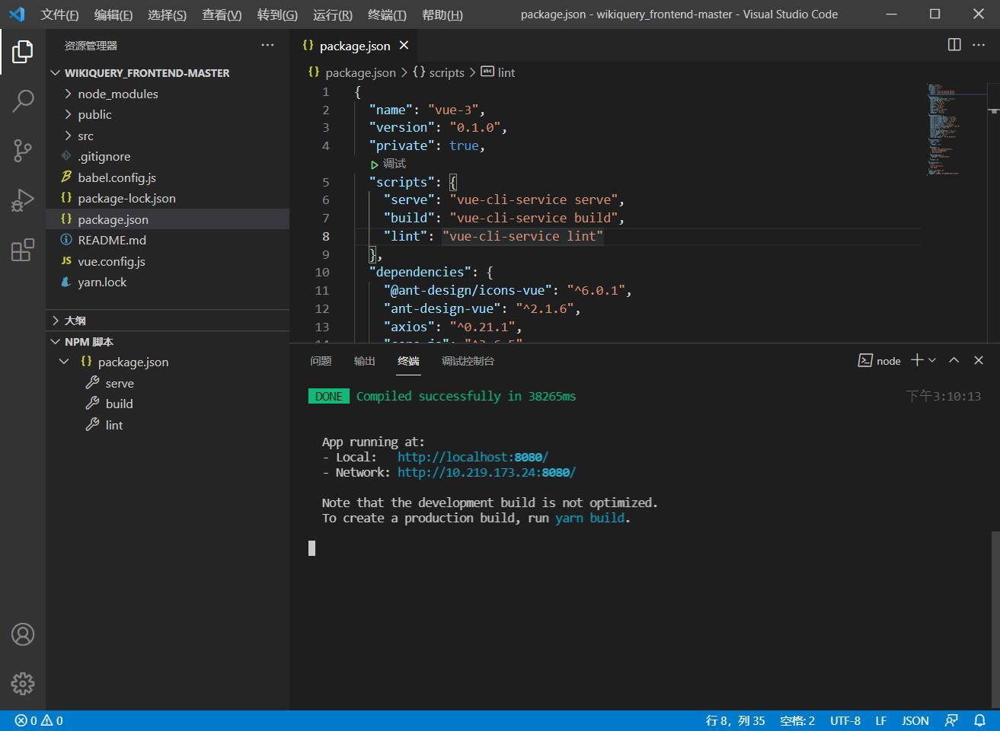 文件(F) 编辑(E) 选择(S) 查看(V) 转到(G) 运行(R) 终端(T) 帮助(H) package.json - wikiquery_frontend-master - Visual Studio Code
资源管理器 ···
WIKIQUERY_FRONTEND-MASTER
node_modules
public
src
.gitignore
babel.config.js
package-lock.json
package.json
README.md
JS vue.config.js
yarn.lock
大纲
NPM 脚本
package.json
serve
build
lint
{} package.json
{} package.json > {} scripts > abc lint
1 {
2 "name": "vue-3",
3 "version": "0.1.0",
4 "private": true,
调试
5 "scripts": {
6 "serve": "vue-cli-service serve",
7 "build": "vue-cli-service build",
8 "lint": "vue-cli-service lint"
9 },
10 "dependencies": {
11 "@ant-design/icons-vue": "^6.0.1",
12 "ant-design-vue": "^2.1.6",
13 "axios": "^0.21.1",
问题 输出 终端 调试控制台 node
DONE Compiled successfully in 38265ms 下午3:10:13
App running at:
- Local: http://localhost:8080/
- Network: http://10.219.173.24:8080/
Note that the development build is not optimized.
To create a production build, run yarn build.
0 0 行 8，列 35 空格: 2 UTF-8 LF JSON